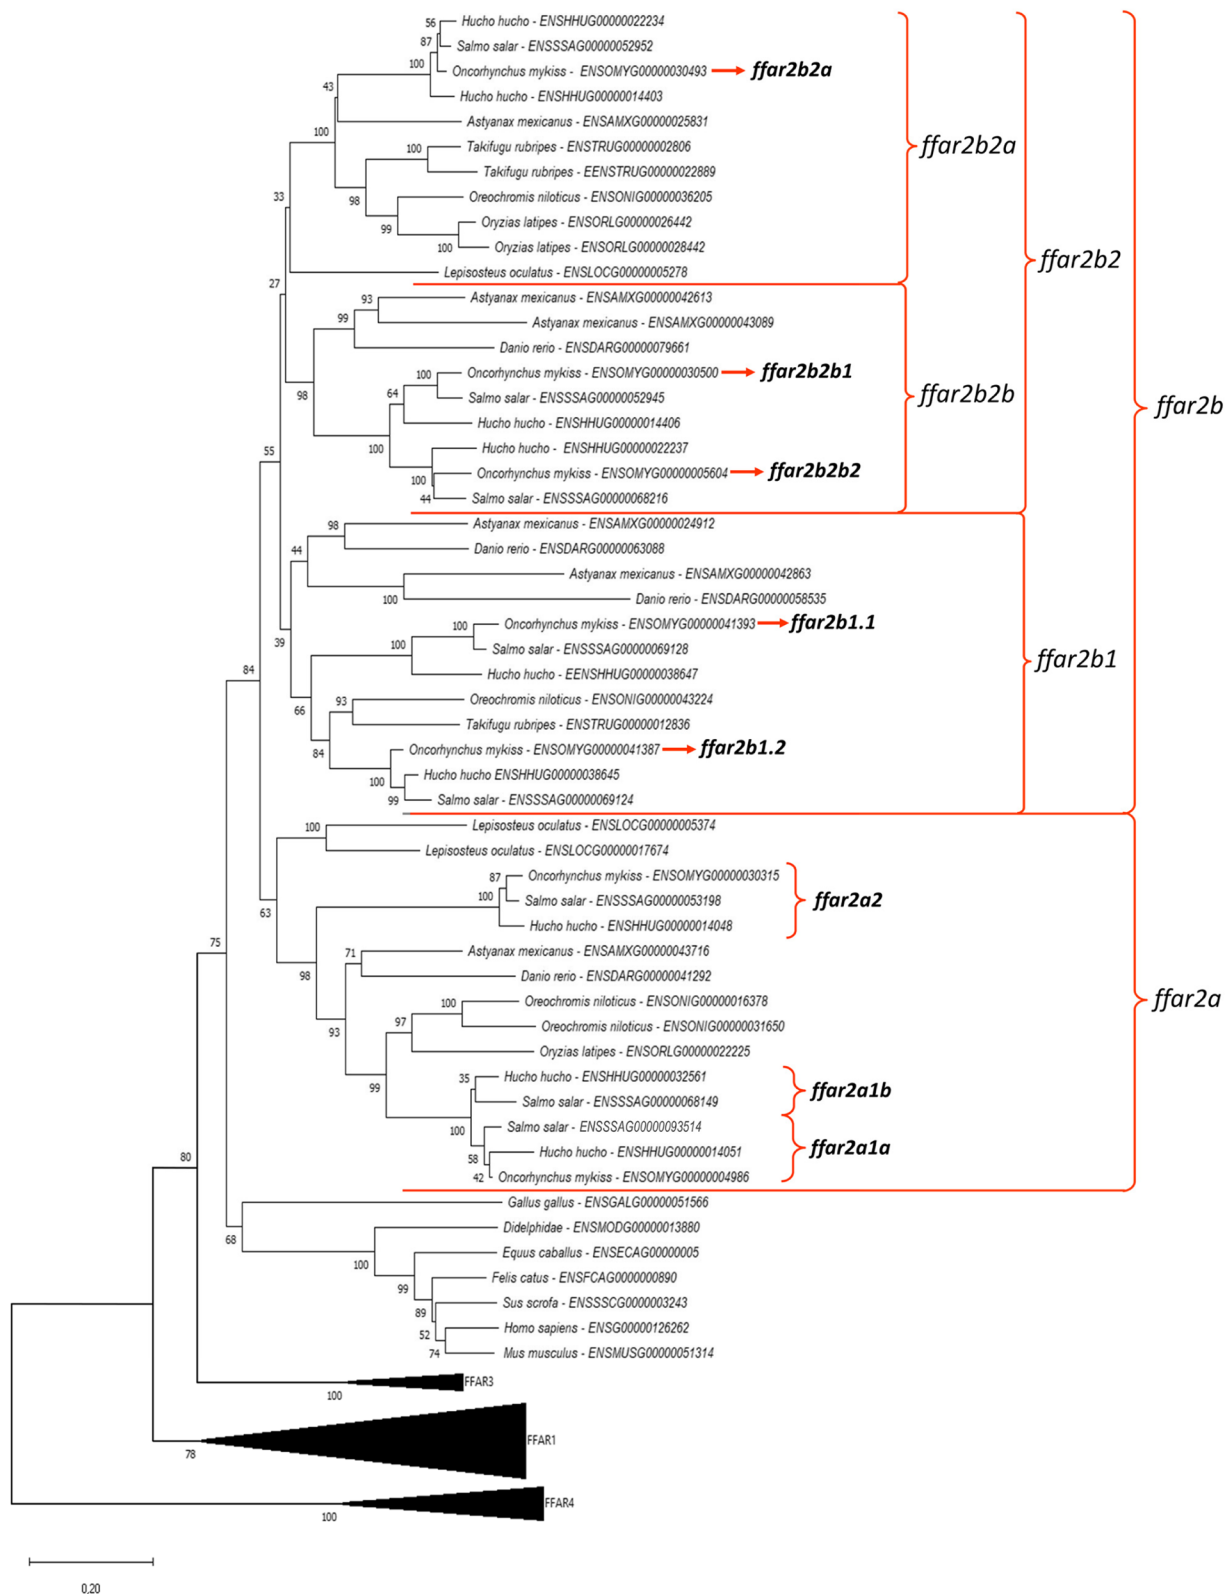 56
Hucho hucho - ENSHHUG00000022234
87
Salmo salar - ENSSSAG00000052952
100
Oncorhynchus mykiss - ENSOMYG00000030493 ffar2b2a
43
Hucho hucho - ENSHHUG00000014403
Astyanax mexicanus - ENSAMXG00000025831
100
100
Takifugu rubripes - ENSTRUG00000002806
ffar2b2a
Takifugu rubripes - EENSTRUG00000022889
98
33
Oreochromis niloticus - ENSONIG00000036205
99
Oryzias latipes - ENSORLG00000026442
100
Oryzias latipes - ENSORLG00000028442
ffar2b2
Lepisosteus oculatus - ENSLOCG00000005278
27
93
Astyanax mexicanus - ENSAMXG00000042613
99
Astyanax mexicanus - ENSAMXG00000043089
Danio rerio - ENSDARG00000079661
98
100
Oncorhynchus mykiss - ENSOMYG00000030500 ffar2b2b1
64
Salmo salar - ENSSSAG00000052945
ffar2b2b
ffar2b
Hucho hucho - ENSHHUG00000014406
100
Hucho hucho - ENSHHUG00000022237
55
100
Oncorhynchus mykiss - ENSOMYG00000005604 ffar2b2b2
44
Salmo salar - ENSSSAG00000068216
98
Astyanax mexicanus - ENSAMXG00000024912
44
Danio rerio - ENSDARG00000063088
Astyanax mexicanus - ENSAMXG00000042863
100
Danio rerio - ENSDARG00000058535
39
100
Oncorhynchus mykiss - ENSOMYG00000041393 ffar2b1.1
100
Salmo salar - ENSSSAG00000069128
ffar2b1
84
Hucho hucho - EENSHHUG00000038647
66
93
Oreochromis niloticus - ENSONIG00000043224
Takifugu rubripes - ENSTRUG00000012836
84
Oncorhynchus mykiss - ENSOMYG00000041387 ffar2b1.2
100
Hucho hucho ENSHHUG00000038645
99
Salmo salar - ENSSSAG00000069124
100
Lepisosteus oculatus - ENSLOCG00000005374
Lepisosteus oculatus - ENSLOCG00000017674
63
87
Oncorhynchus mykiss - ENSOMYG00000030315
100
Salmo salar - ENSSSAG00000053198
ffar2a2
Hucho hucho - ENSHHUG00000014048
75
98
71
Astyanax mexicanus - ENSAMXG00000043716
Danio rerio - ENSDARG00000041292
93
100
Oreochromis niloticus - ENSONIG00000016378
ffar2a
97
Oreochromis niloticus - ENSONIG00000031650
Oryzias latipes - ENSORLG00000022225
99
35
Hucho hucho - ENSHHUG00000032561
ffar2a1b
Salmo salar - ENSSSAG00000068149
100
Salmo salar - ENSSSAG00000093514
58
Hucho hucho - ENSHHUG00000014051
ffar2a1a
80
42
Oncorhynchus mykiss - ENSOMYG00000004986
Gallus gallus - ENSGALG00000051566
68
Didelphidae - ENSMODG00000013880
100
Equus caballus - ENSECAG00000005
99
Felis catus - ENSFCAG0000000890
89
Sus scrofa - ENSSSCG0000003243
52
Homo sapiens - ENSG00000126262
74
Mus musculus - ENSMUSG00000051314
100
FFAR3
78
FFAR1
100
FFAR4
0,20